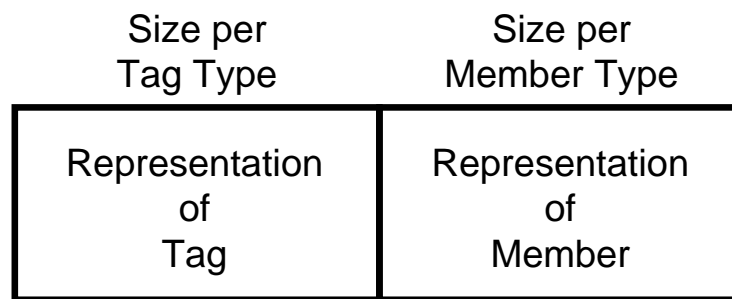 Size per
Tag Type
Size per
Member Type
Representation
of
Tag
Representation
of
Member